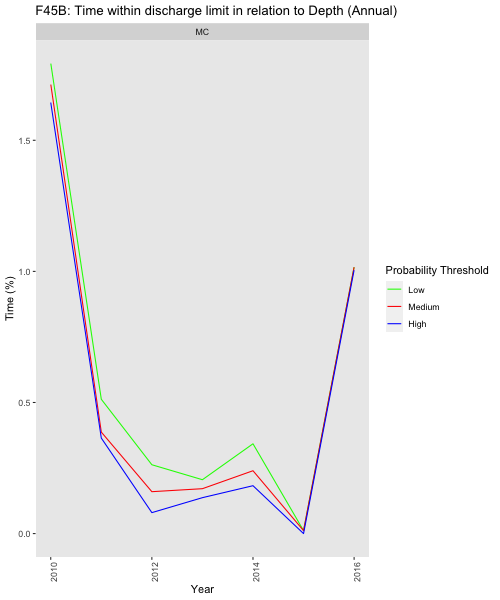 F45B: Time within discharge limit in relation to Depth (Annual)
MC
1.5
1.0
0.5
0.0
Time (%)
2010
2012
2014
2016
Year
Probability Threshold
Low
Medium
High